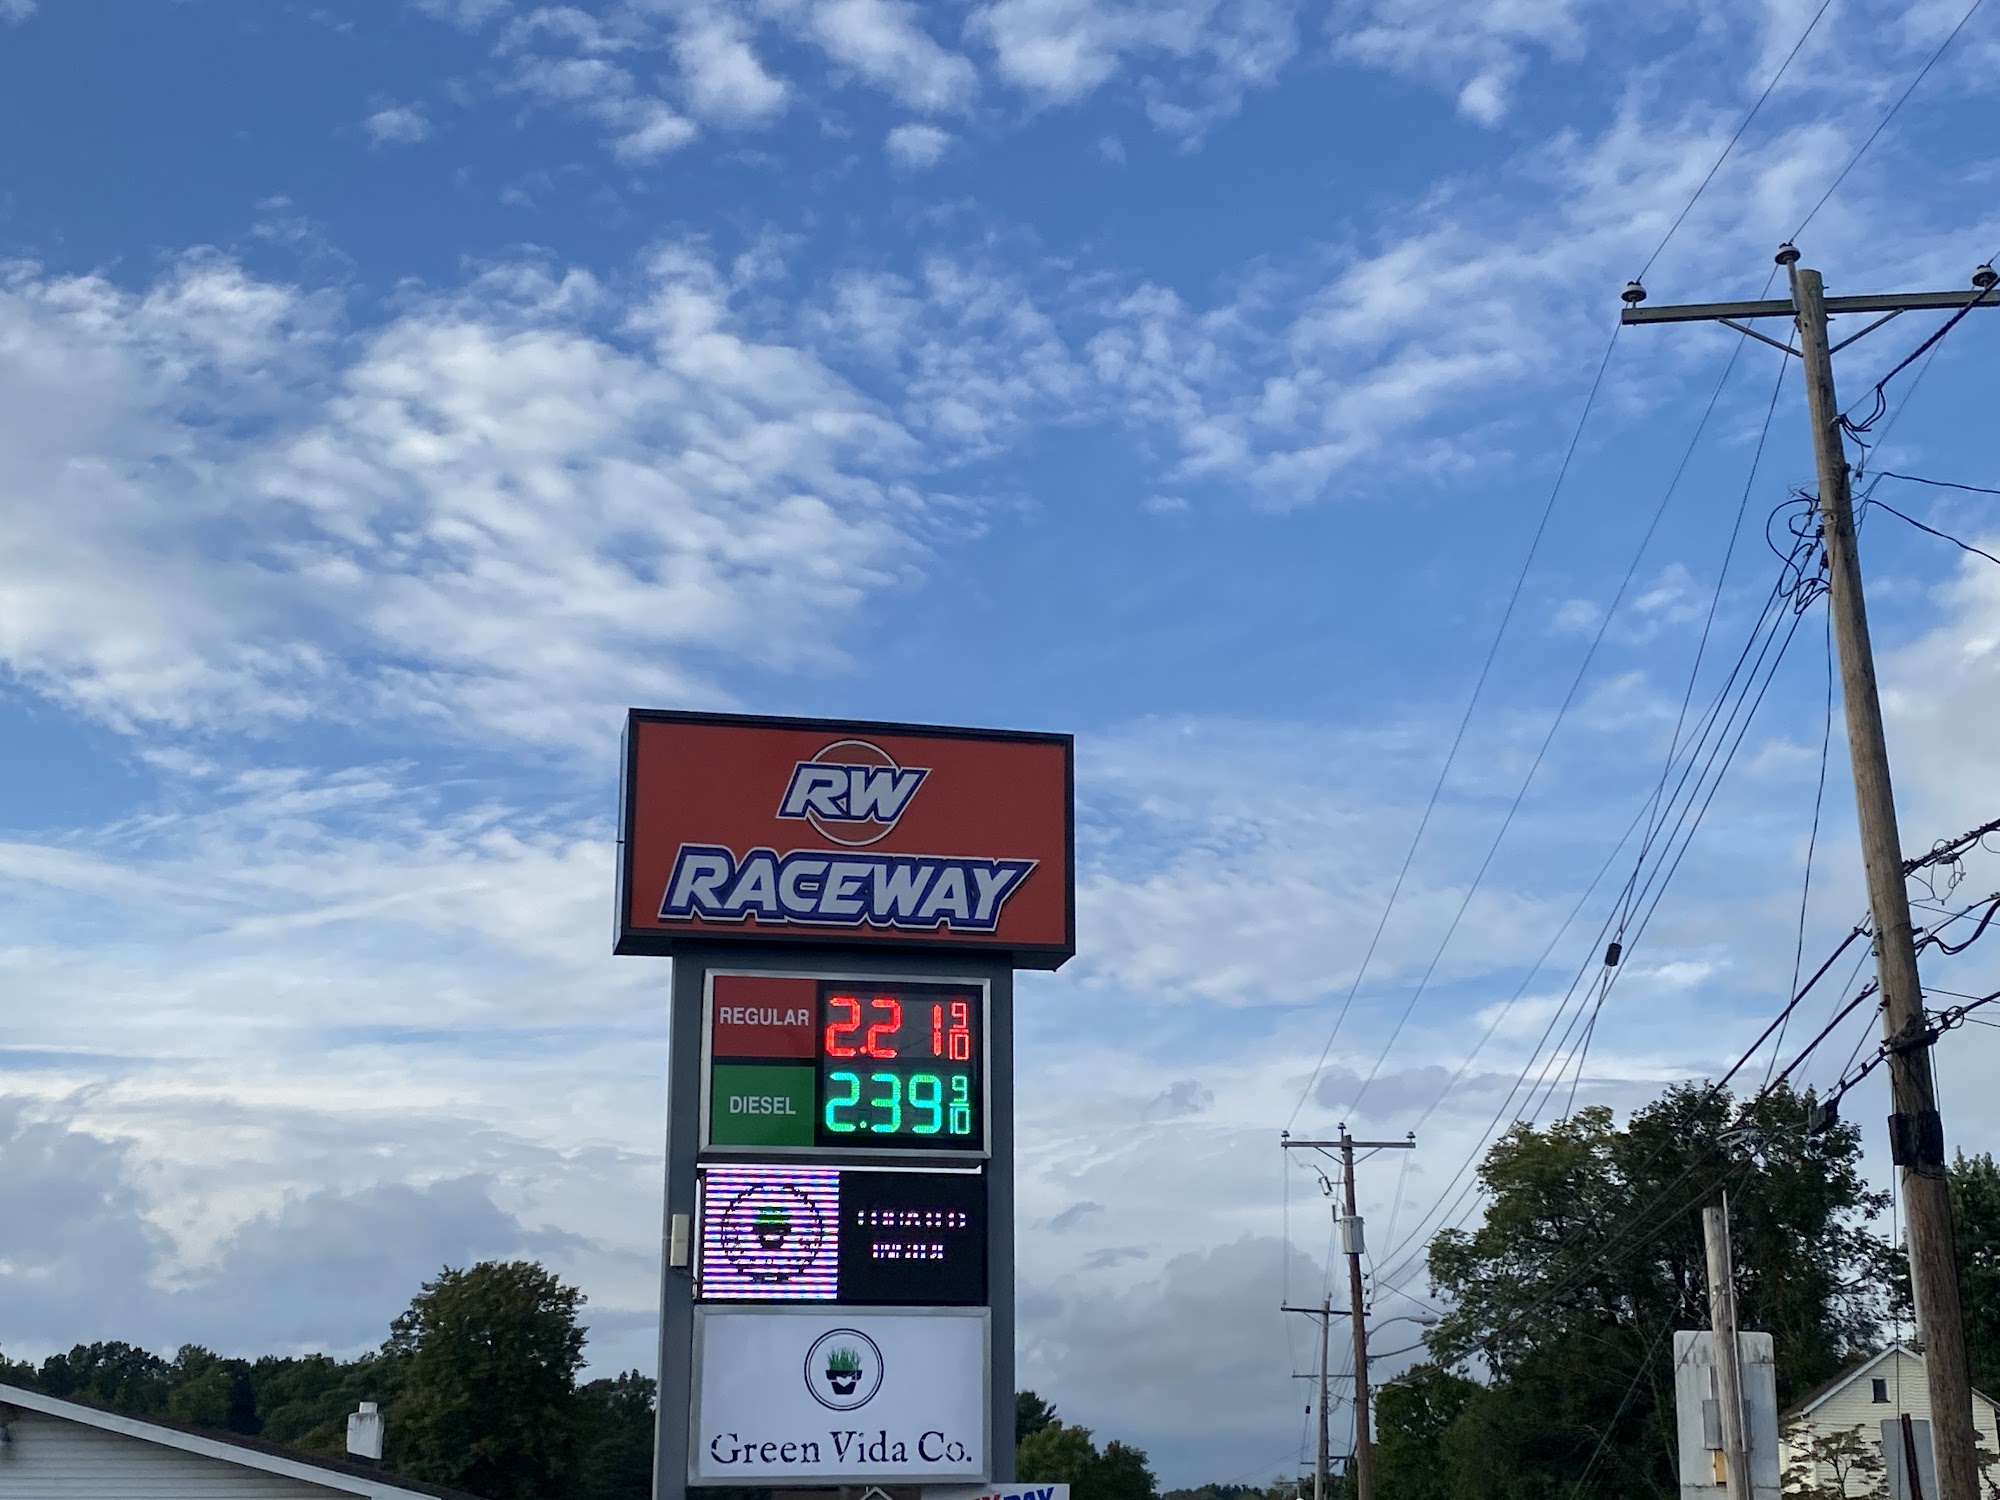 RW
RACEWAY
REGULAR 2.21 9/10
DIESEL 2.39 9/10
Green Vida Co.